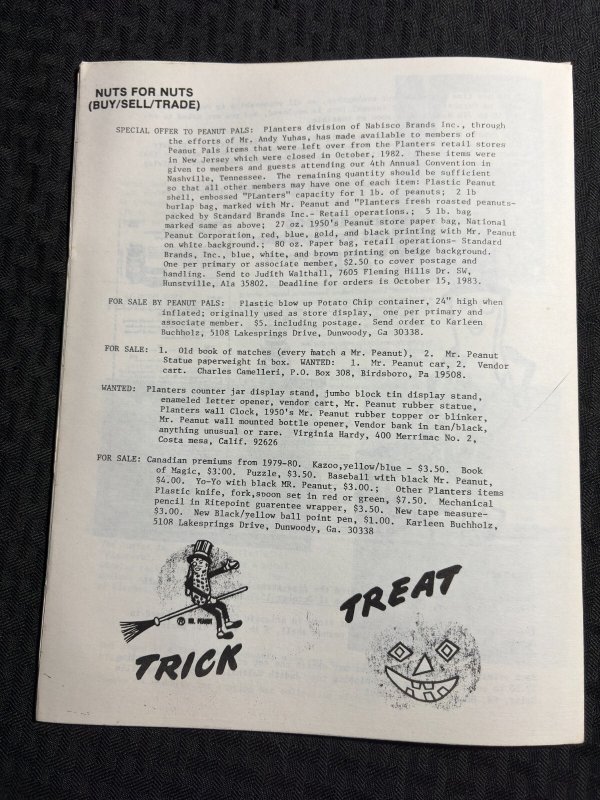 NUTS FOR NUTS
(BUY/SELL/TRADE)
SPECIAL OFFER TO PEANUT PALS: Planters division of Nabisco Brands Inc., through
the efforts of Mr. Andy Yuhas, has made available to members of
Peanut Pals items that were left over from the Planters retail stores
in New Jersey which were closed in October, 1982. These items were
given to members and guests attending our 4th Annual Convention in
Nashville, Tennessee. The remaining quantity should be sufficient
so that all other members may have one of each item: Plastic Peanut
shell, embossed "PLanters" capacity for 1 lb. of peanuts; 2 lb
burlap bag, marked with Mr. Peanut and "Planters fresh roasted peanuts-
packed by Standard Brands Inc.- Retail operations.; 5 lb. bag
marked same as above; 27 oz. 1950's Peanut store paper bag, National
Peanut Corporation, red, blue, gold, and black printing with Mr. Peanut
on white background.; 80 oz. Paper bag, retail operations- Standard
Brands, Inc., blue, white, and brown printing on beige background.
One per primary or associate member, $2.50 to cover postage and
handling. Send to Judith Walthall, 7605 Fleming Hills Dr. SW,
Hunstville, Ala 35802. Deadline for orders is October 15, 1983.
FOR SALE BY PEANUT PALS: Plastic blow up Potato Chip container, 24" high when
inflated; originally used as store display, one per primary and
associate member. $5. including postage. Send order to Karleen
Buchholz, 5108 Lakesprings Drive, Dunwoody, Ga 30338.
FOR SALE: 1. Old book of matches (every match a Mr. Peanut), 2. Mr. Peanut
Statue paperweight in box. WANTED: 1. Mr. Peanut car, 2. Vendor
cart. Charles Camelleri, P.O. Box 308, Birdsboro, Pa 19508.
WANTED: Planters counter jar display stand, jumbo block tin display stand,
enameled letter opener, vendor cart, Mr. Peanut rubber statue,
Planters wall Clock, 1950's Mr. Peanut rubber topper or blinker,
Mr. Peanut wall mounted bottle opener, Vendor bank in tan/black,
anything unusual or rare. Virginia Hardy, 400 Merrimac No. 2,
Costa mesa, Calif. 92626
FOR SALE: Canadian premiums from 1979-80. Kazoo,yellow/blue - $3.50. Book
of Magic, $3.00. Puzzle, $3.50. Baseball with black Mr. Peanut,
$4.00. Yo-Yo with black MR. Peanut, $3.00.; Other Planters items
Plastic knife, fork,spoon set in red or green, $7.50. Mechanical
pencil in Ritepoint guarentee wrapper, $3.50. New tape measure-
$3.00. New Black/yellow ball point pen, $1.00. Karleen Buchholz,
5108 Lakesprings Drive, Dunwoody, Ga. 30338
® MR. PEANUT
TRICK
TREAT